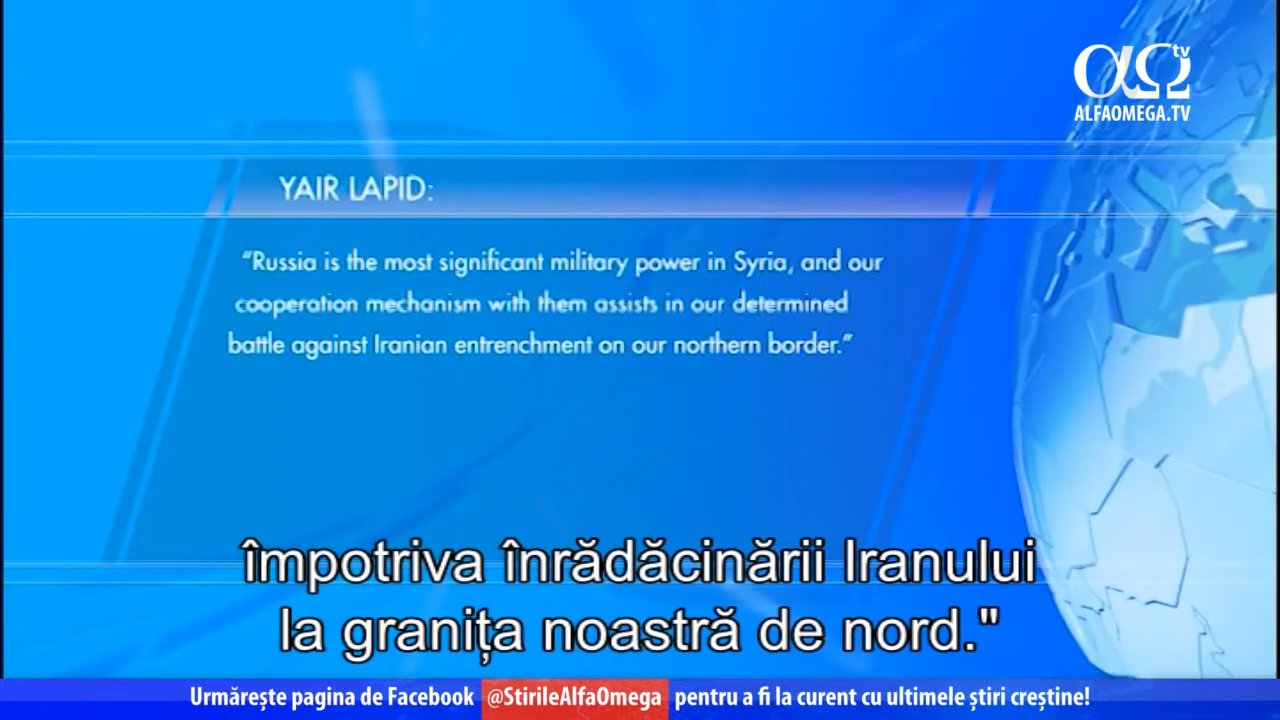 αΩ tv
ALFAOMEGA.TV
YAIR LAPID:
“Russia is the most significant military power in Syria, and our
cooperation mechanism with them assists in our determined
battle against Iranian entrenchment on our northern border.”
împotriva înrădăcinării Iranului
la granița noastră de nord."
Urmărește pagina de Facebook @StirileAlfaOmega pentru a fi la curent cu ultimele știri creștine!